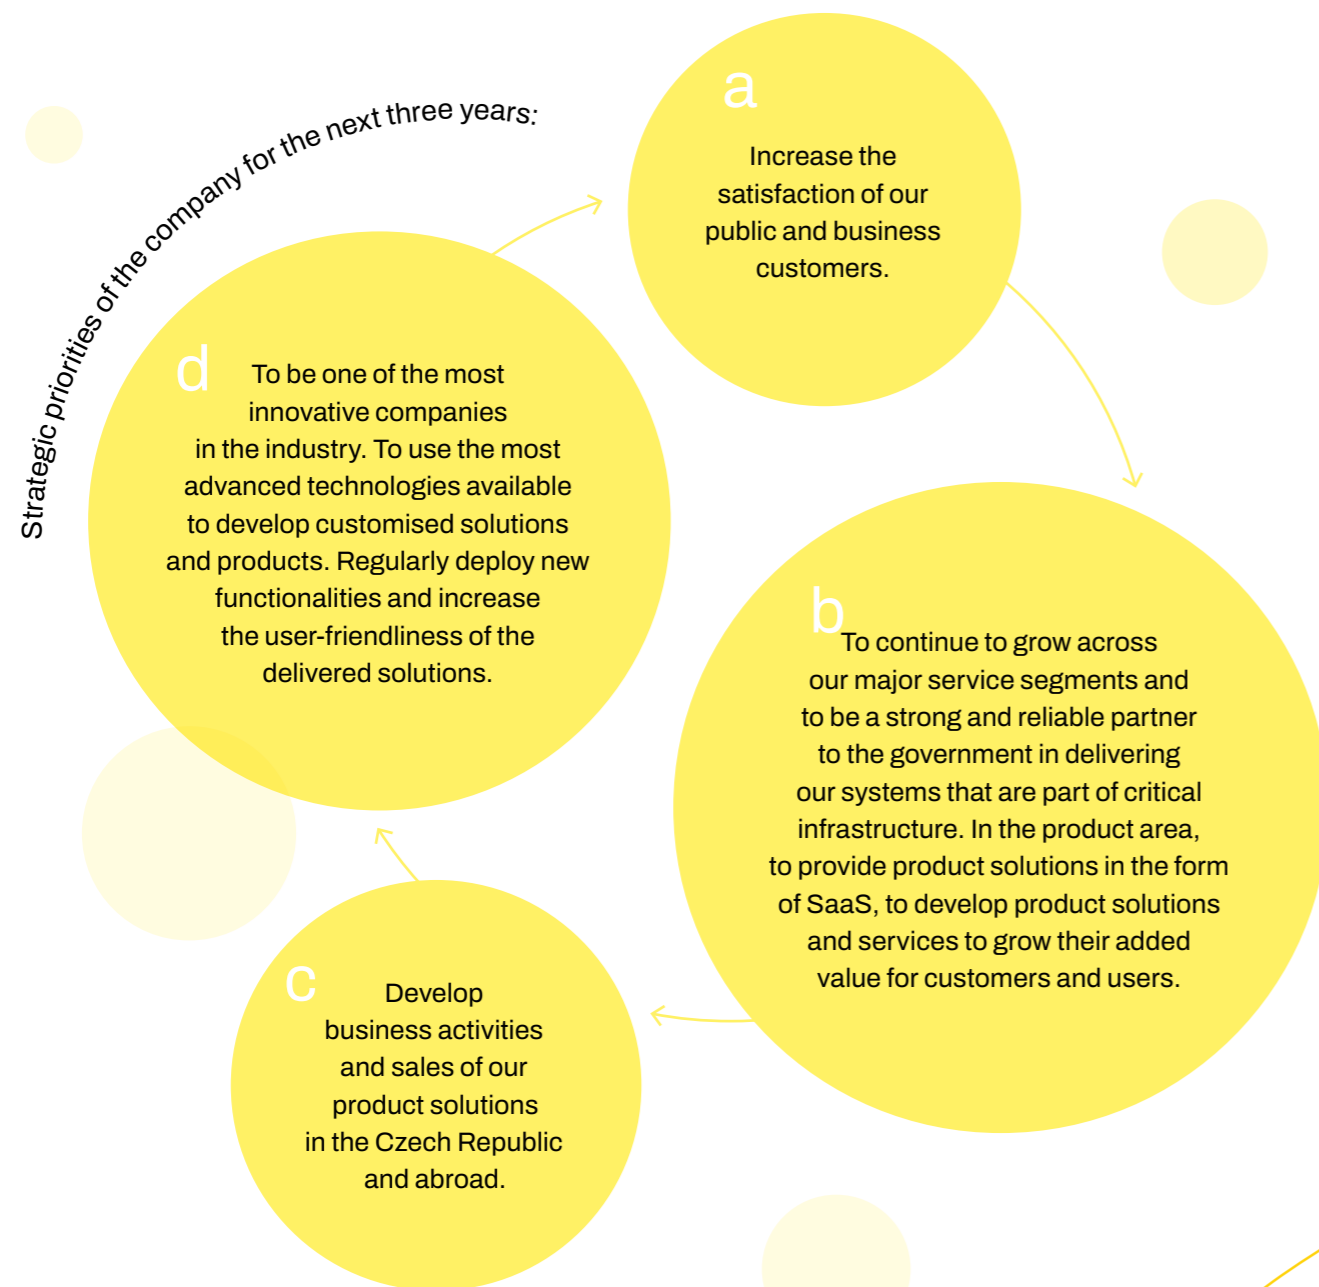 Strategic priorities of the company for the next three years:
a
Increase the
satisfaction of our
public and business
customers.
b
To continue to grow across
our major service segments and
to be a strong and reliable partner
to the government in delivering
our systems that are part of critical
infrastructure. In the product area,
to provide product solutions in the form
of SaaS, to develop product solutions
and services to grow their added
value for customers and users.
c
Develop
business activities
and sales of our
product solutions
in the Czech Republic
and abroad.
d
To be one of the most
innovative companies
in the industry. To use the most
advanced technologies available
to develop customised solutions
and products. Regularly deploy new
functionalities and increase
the user-friendliness of the
delivered solutions.